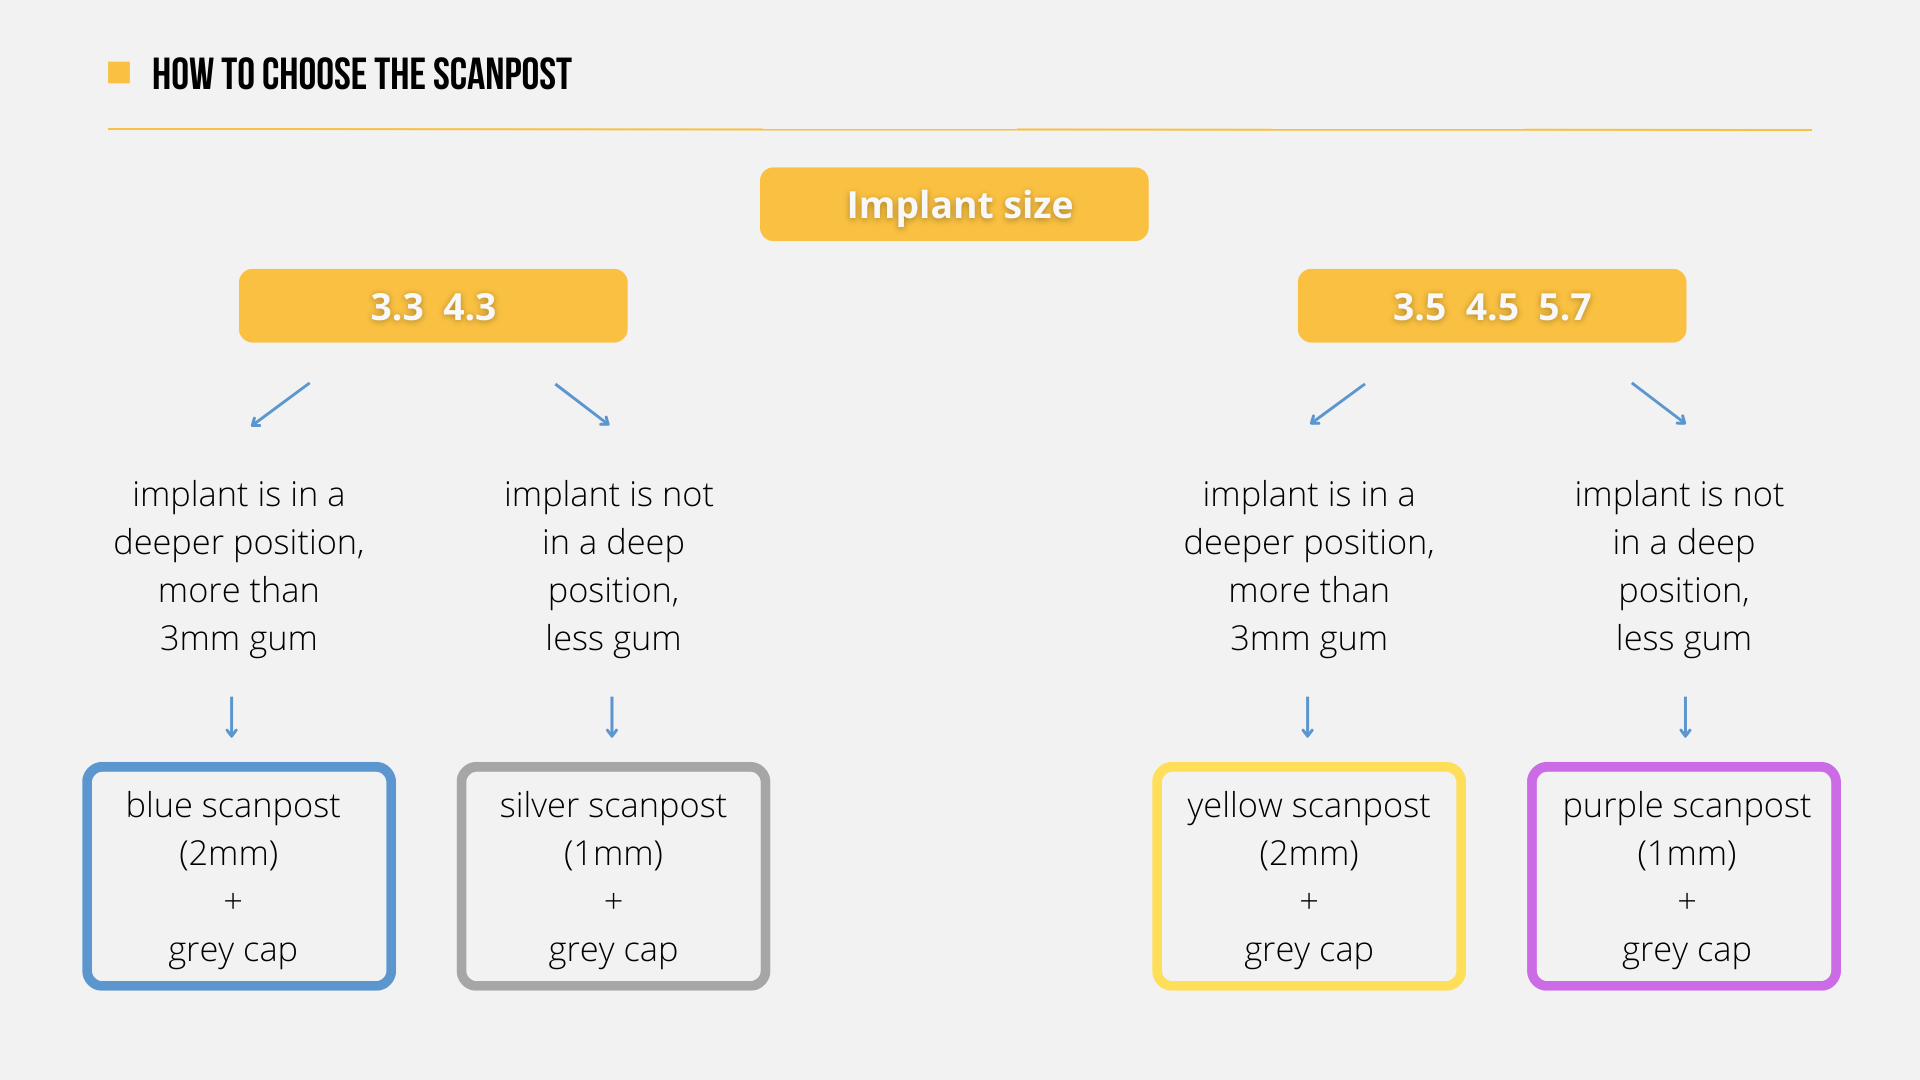 HOW TO CHOOSE THE SCANPOST
Implant size
3.3 4.3
3.5 4.5 5.7
implant is in a
deeper position,
more than
3mm gum
implant is not
in a deep
position,
less gum
implant is in a
deeper position,
more than
3mm gum
implant is not
in a deep
position,
less gum
blue scanpost
(2mm)
+
grey cap
silver scanpost
(1mm)
+
grey cap
yellow scanpost
(2mm)
+
grey cap
purple scanpost
(1mm)
+
grey cap